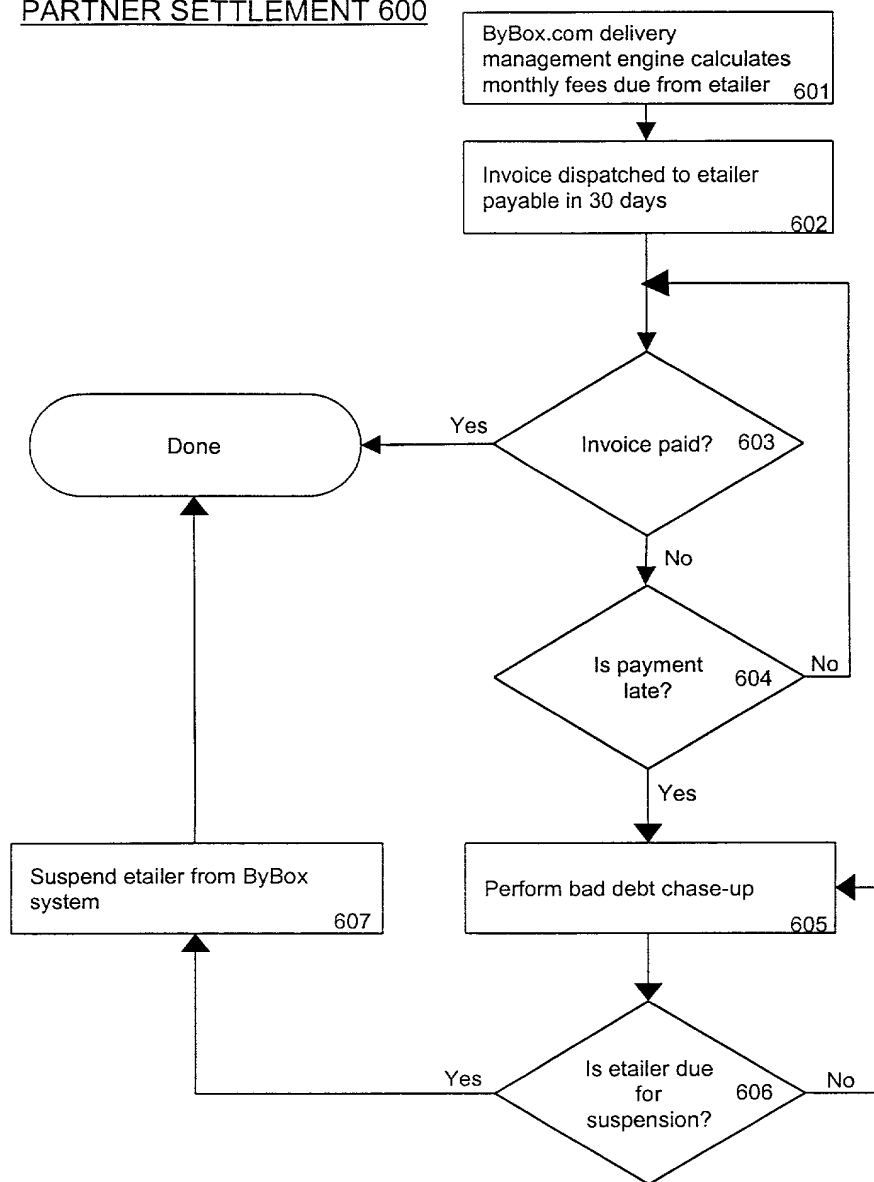 PARTNER SETTLEMENT 600
ByBox.com delivery
management engine calculates
monthly fees due from etailer
601
Invoice dispatched to etailer
payable in 30 days
602
Done
Yes
Invoice paid?
603
No
Is payment
late?
604
No
Yes
Suspend etailer from ByBox
system
607
Perform bad debt chase-up
605
Yes
Is etailer due
for
suspension?
606
No